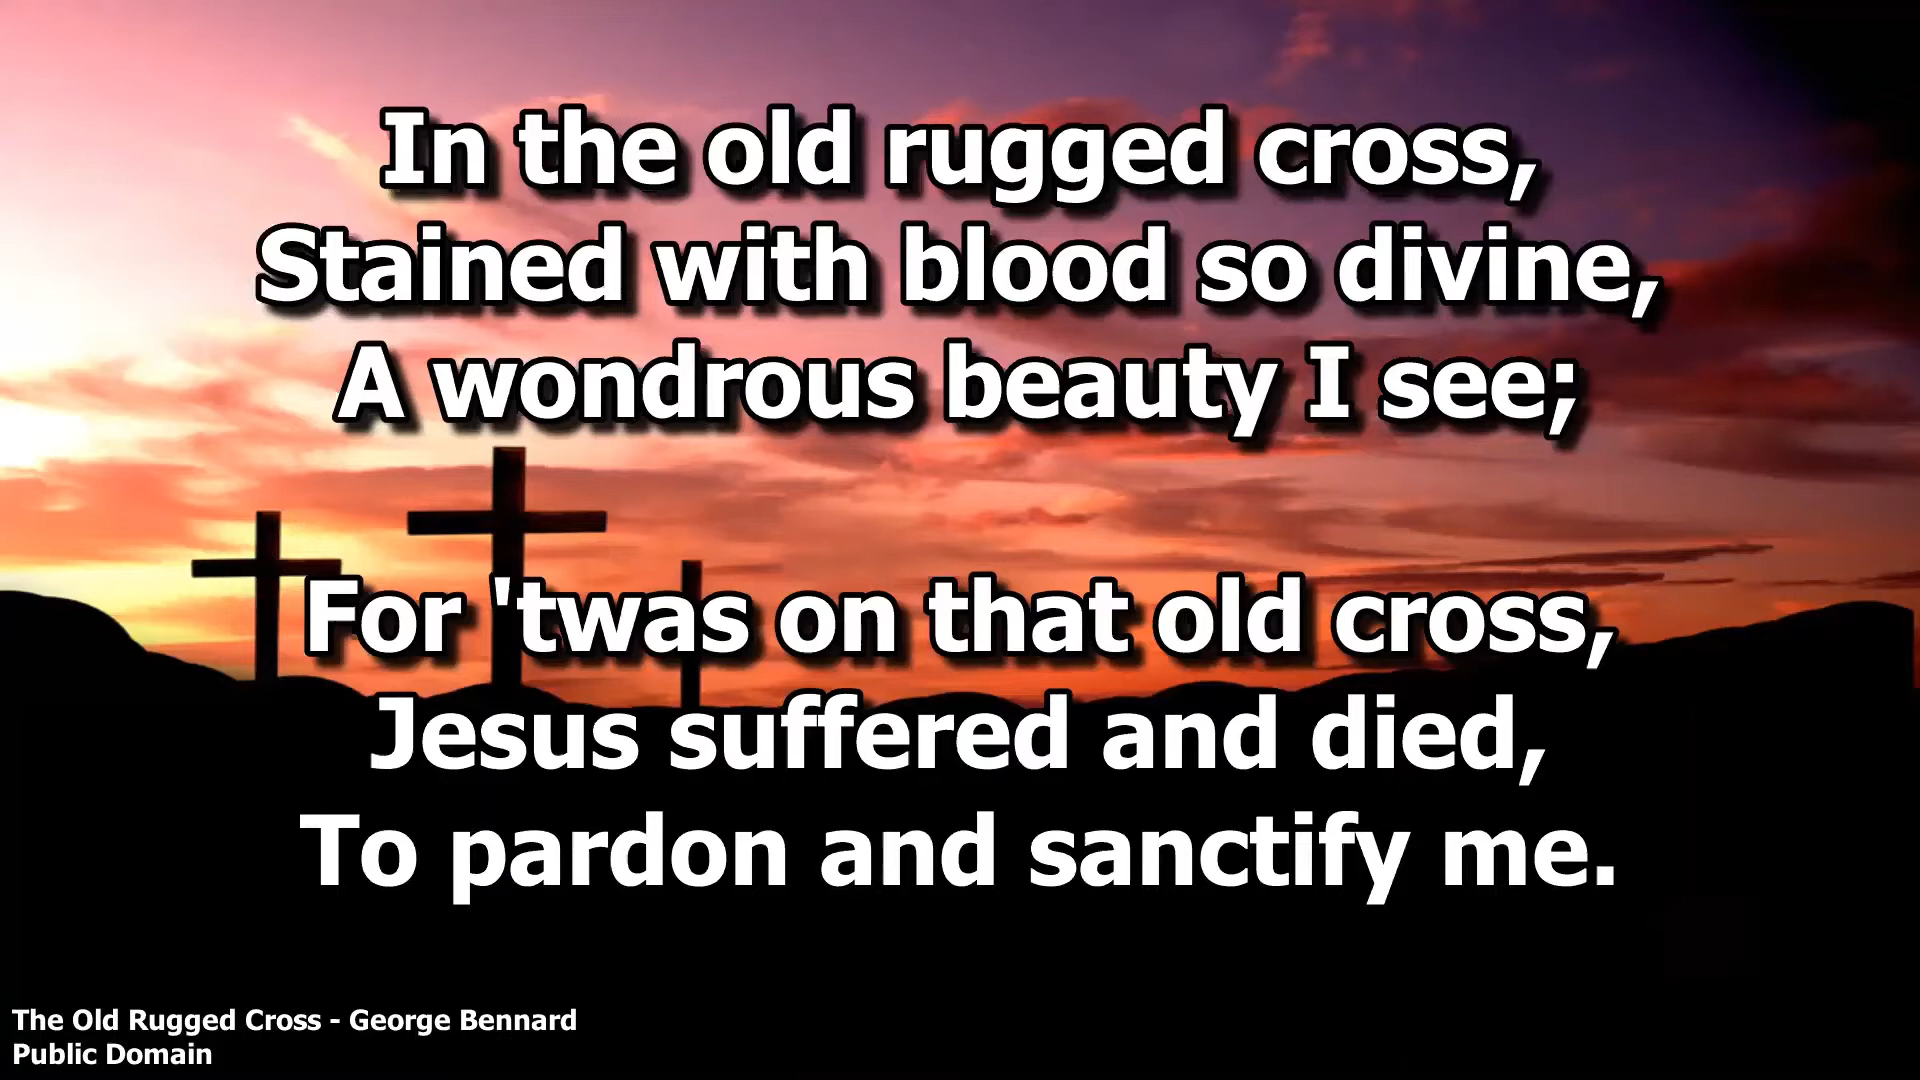 In the old rugged cross,
Stained with blood so divine,
A wondrous beauty I see;
For 'twas on that old cross,
Jesus suffered and died,
To pardon and sanctify me.
The Old Rugged Cross - George Bennard
Public Domain